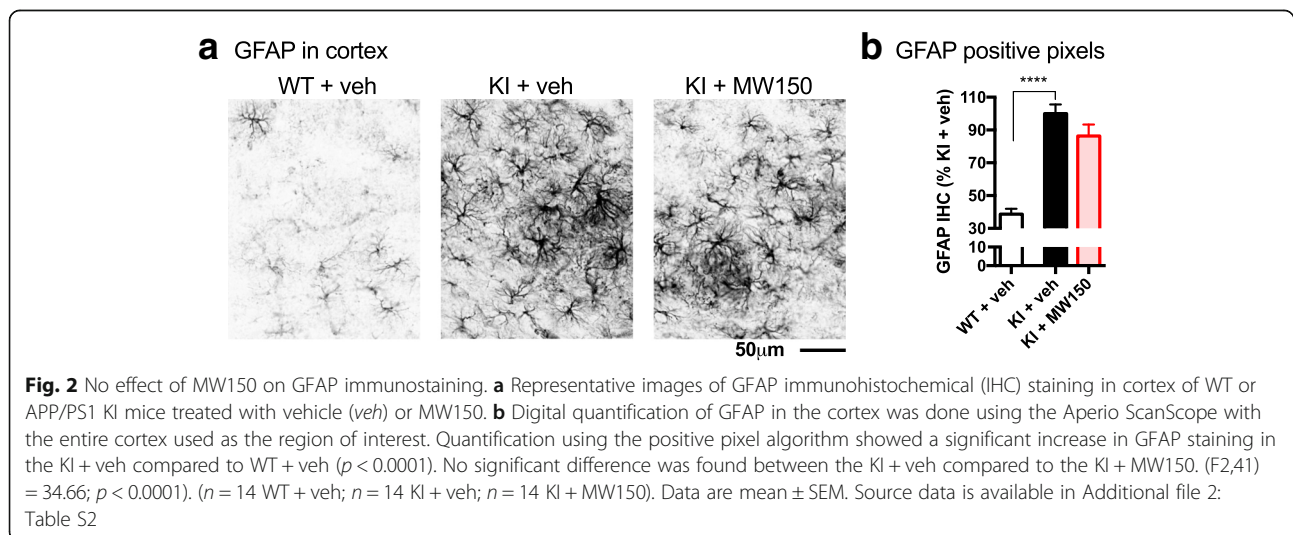 a GFAP in cortex
WT + veh KI + veh KI + MW150
50μm
b GFAP positive pixels
****
GFAP IHC (% KI + veh)
110
90
70
50
30
10
0
WT + veh
KI + veh
KI + MW150
Fig. 2 No effect of MW150 on GFAP immunostaining. a Representative images of GFAP immunohistochemical (IHC) staining in cortex of WT or
APP/PS1 KI mice treated with vehicle (veh) or MW150. b Digital quantification of GFAP in the cortex was done using the Aperio ScanScope with
the entire cortex used as the region of interest. Quantification using the positive pixel algorithm showed a significant increase in GFAP staining in
the KI + veh compared to WT + veh (p < 0.0001). No significant difference was found between the KI + veh compared to the KI + MW150. (F2,41)
= 34.66; p < 0.0001). (n = 14 WT + veh; n = 14 KI + veh; n = 14 KI + MW150). Data are mean ± SEM. Source data is available in Additional file 2:
Table S2